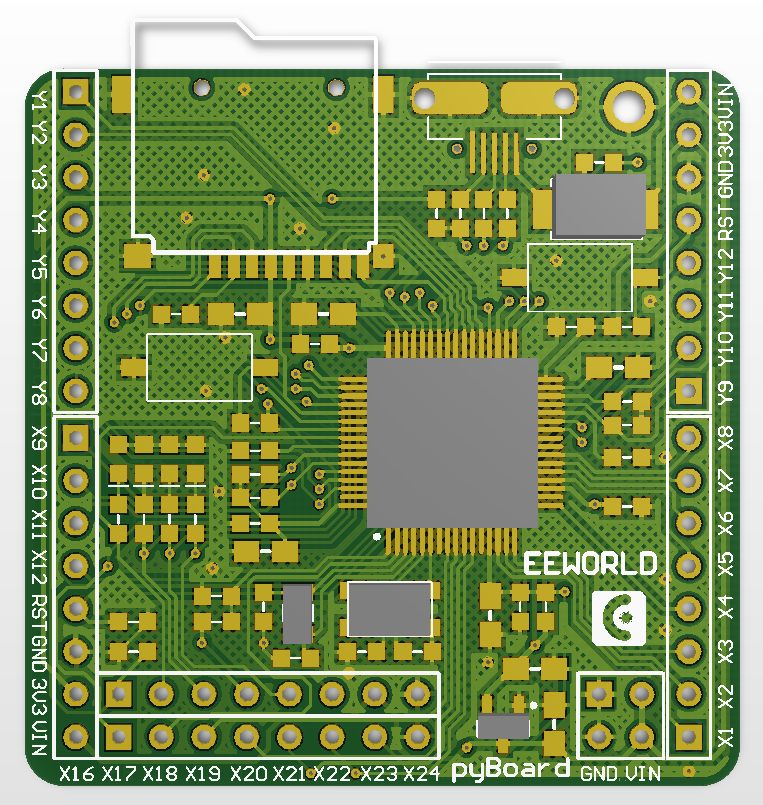 Y1
Y2
Y3
Y4
Y5
Y6
Y7
Y8
X9
X10
X11
X12
RST
GND
3V3
VIN
VIN
3V3
GND
RST
Y12
Y11
Y10
Y9
X8
X7
X6
X5
X4
X3
X2
X1
EEWORLD
pyBoard
X16 X17 X18 X19 X20 X21 X22 X23 X24
GND VIN